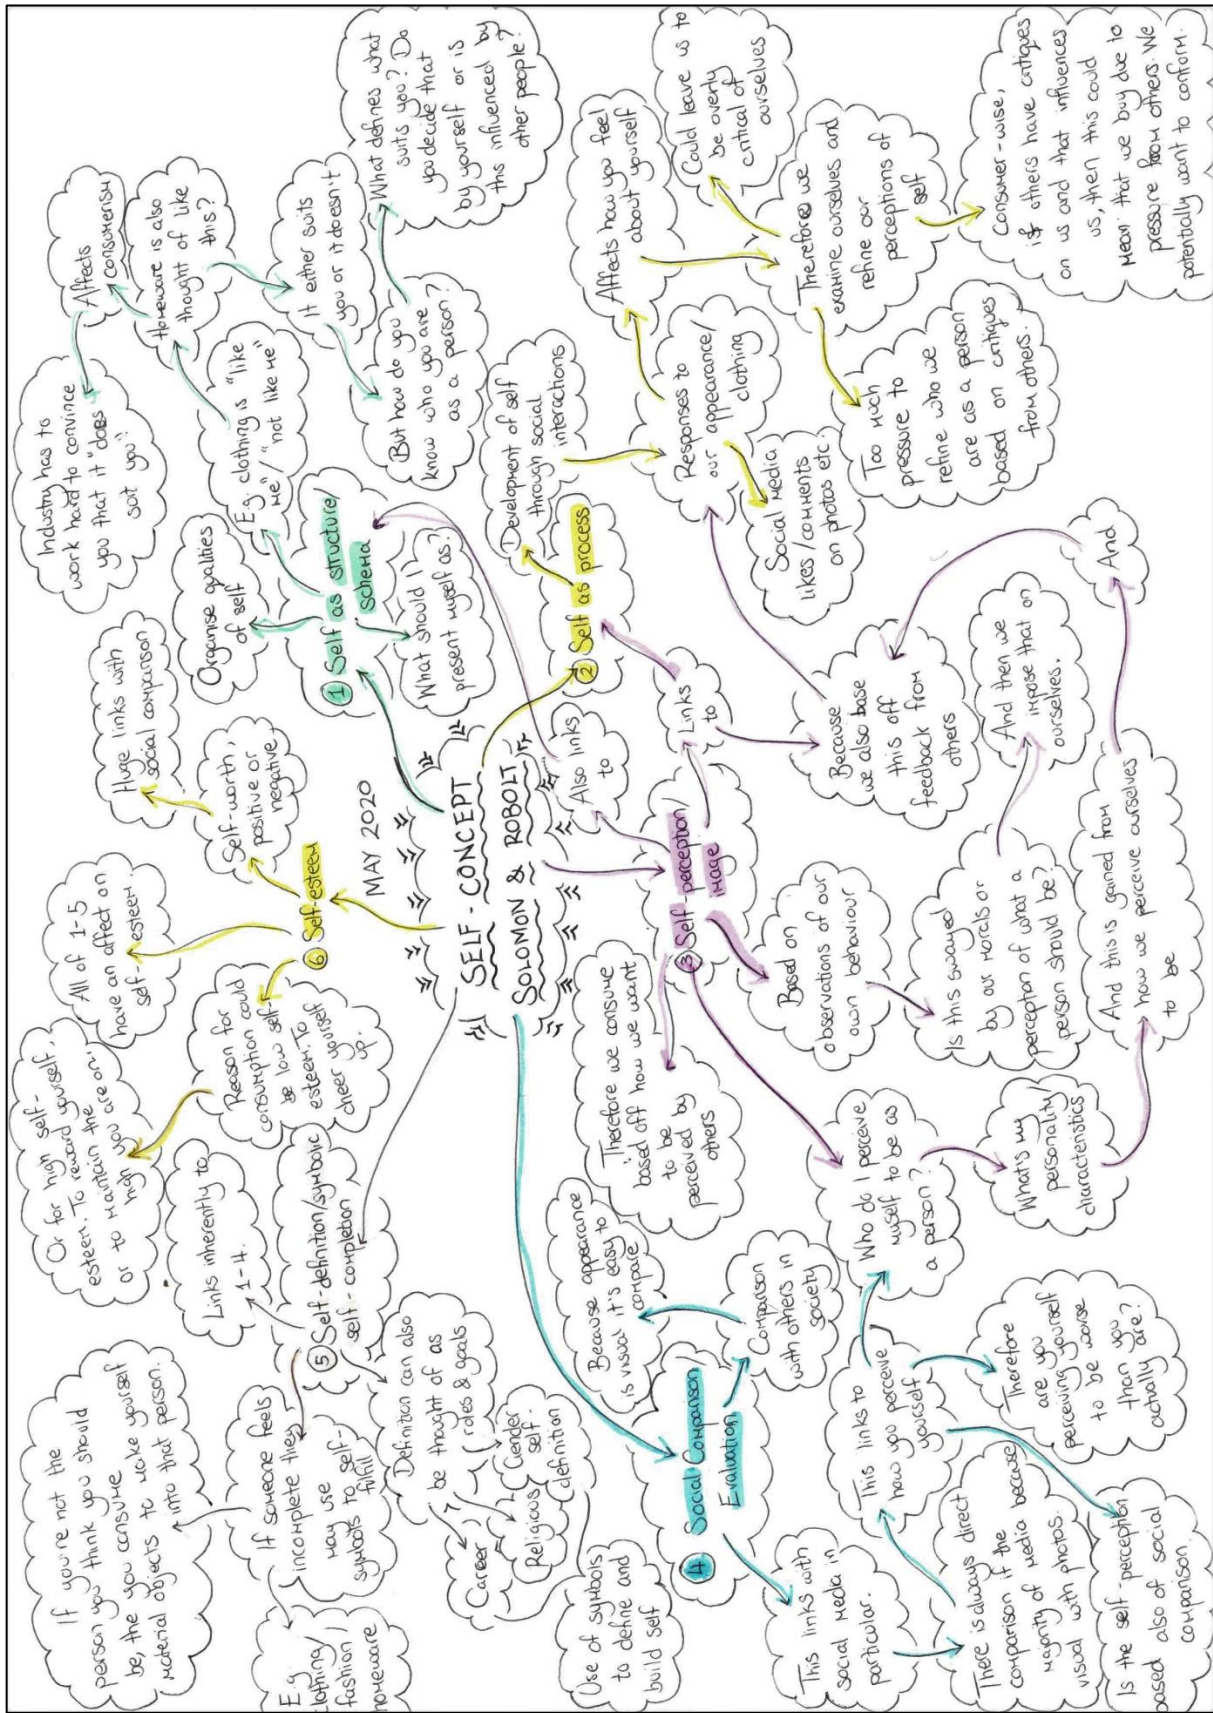 MAY 2020
SELF-CONCEPT
SOLOMON & ROBOLT
① Self as structure
schema
Organise qualities
of self
E.g. clothing is "like
me"/ "not like me"
What should I
present myself as?
Homeware is also
thought of like
this?
Affects
consumerism
Industry has to
work hard to convince
you that it "does
suit you".
It either suits
you or it doesn't
But how do you
know who you are
as a person?
What defines what
suits you? Do
you decide that
by yourself or is
this influenced by
other people?
② Self as process
Development of self
through social
interactions
Responses to
our appearance/
clothing
Social media
likes/comments
on photos etc.
Affects how you feel
about yourself
Therefore we
examine ourselves and
refine our
perceptions of
self
Could leave us to
be overly
critical of
ourselves
Too much
pressure to
refine who we
are as a person
based on critiques
from others.
Consumer-wise,
if others have critiques
on us and that influences
us, then this could
mean that we buy due to
pressure from others. We
potentially want to conform.
③ Self-perception
image
Also links
to
Links
to
Because
we also base
this off
feedback from
others
Therefore we consume
based off how we want
to be
perceived by
others
Based on
observations of our
own behaviour
Is this swayed
by our morals or
perception of what a
person should be?
And then we
impose that on
ourselves.
Who do I perceive
myself to be as
a person?
What is my
personality
characteristics
And this is gained from
how we perceive ourselves
to be
And
④ Social Comparison
Evaluation
Comparison
with others in
society
Because appearance
is visual it's easy to
compare
This links with
social media in
particular.
There is always direct
comparison if the
majority of media because
visual with photos.
This links to
how you perceive
yourself
Therefore
are you
perceiving yourself
to be worse
than you
actually are?
Is the self-perception
based also of social
comparison.
⑤ Self-definition/symbolic
self-completion
Links inherently to
1-4.
If someone feels
incomplete they
may use
symbols to self-
fulfill
If you're not the
person you think you should
be, the you consume
material objects to make yourself
into that person.
E.g.
clothing/
fashion
homeware
Definition can also
be thought of as
roles & goals
Career
Religious
Gender
self-
definition
Use of symbols
to define and
build self
⑥ Self-esteem
Self-worth,
positive or
negative
Huge links with
social comparison
All of 1-5
have an affect on
self-esteem.
Reason for
consumption could
be low self-
esteem. To
cheer yourself
up.
Or for high self-
esteem. To reward yourself,
or to maintain the
high you are on.